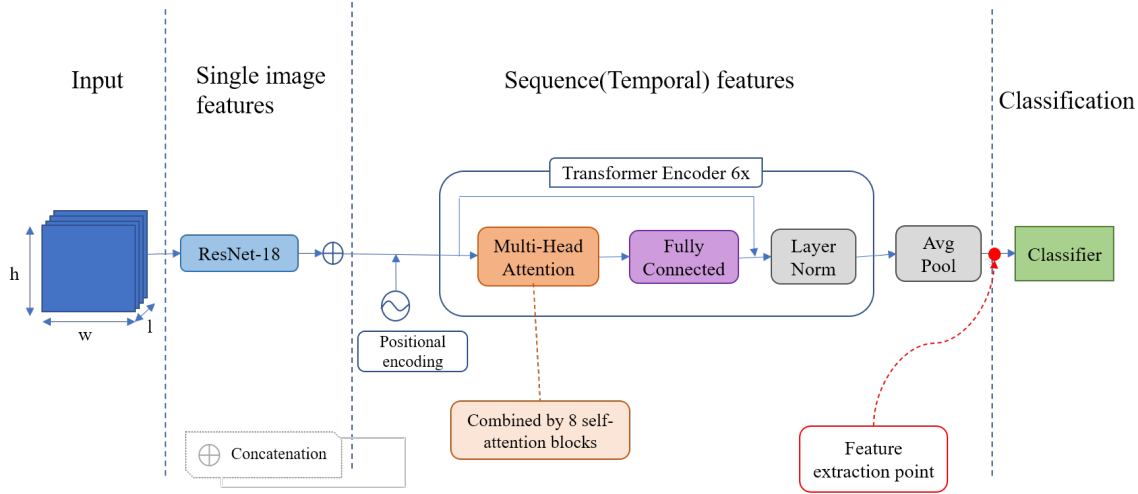 Input
Single image
features
Sequence(Temporal) features
Classification
Transformer Encoder 6x
h
w
l
ResNet-18
Multi-Head
Attention
Fully
Connected
Layer
Norm
Avg
Pool
Classifier
Positional
encoding
Combined by 8 self-
attention blocks
Concatenation
Feature
extraction point